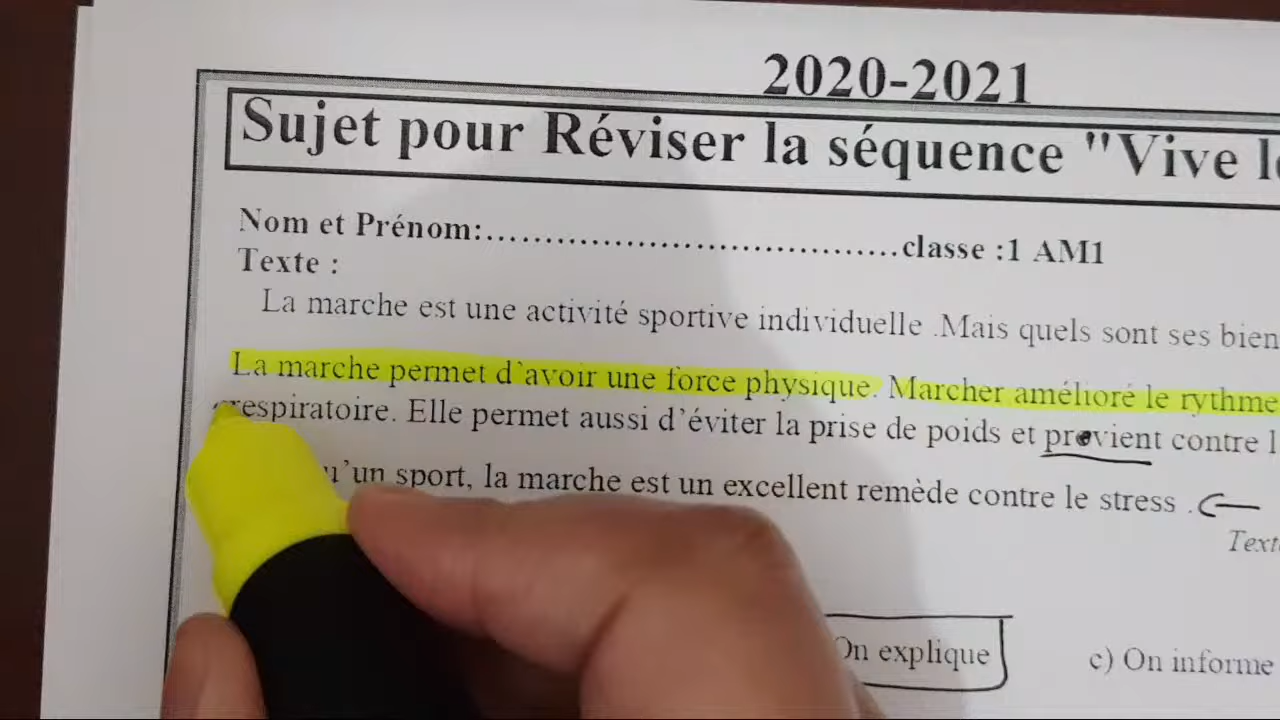 2020-2021
Sujet pour Réviser la séquence "Vive
Nom et Prénom:....................................classe :1 AM1
Texte :
La marche est une activité sportive individuelle .Mais quels sont ses
La marche permet d'avoir une force physique. Marcher amélioré le rythme
respiratoire. Elle permet aussi d'éviter la prise de poids et prévient contre
qu'un sport, la marche est un excellent remède contre le stress .
On explique
c) On informe